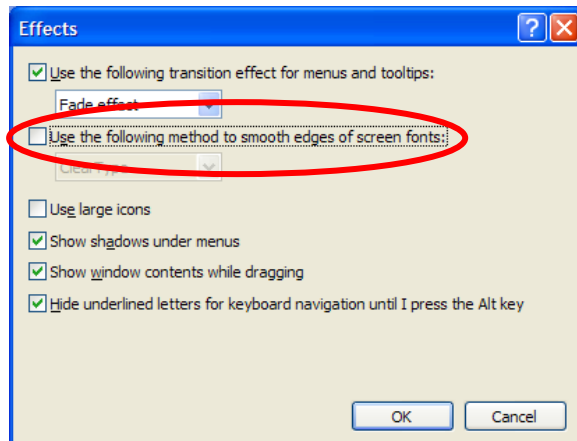 Effects
Use the following transition effect for menus and tooltips:
Fade effect
Use the following method to smooth edges of screen fonts:
ClearType
Use large icons
Show shadows under menus
Show window contents while dragging
Hide underlined letters for keyboard navigation until I press the Alt key
OK Cancel